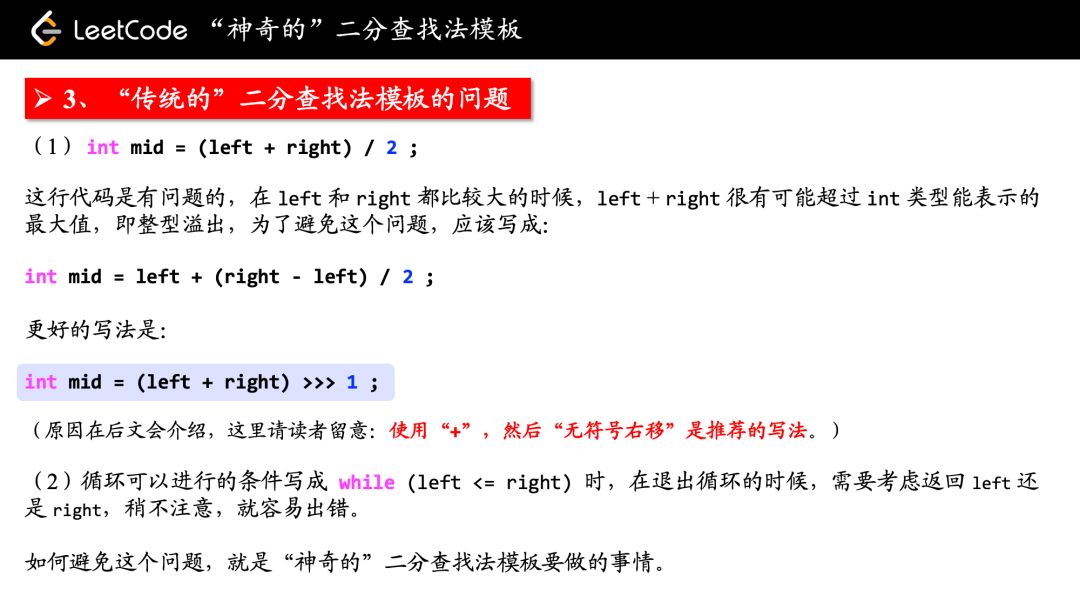 LeetCode “神奇的”二分查找法模板
➢ 3、“传统的”二分查找法模板的问题
（1）int mid = (left + right) / 2 ;
这行代码是有问题的，在 left 和 right 都比较大的时候，left + right 很有可能超过 int 类型能表示的
最大值，即整型溢出，为了避免这个问题，应该写成：
int mid = left + (right - left) / 2 ;
更好的写法是：
int mid = (left + right) >>> 1 ;
（原因在后文会介绍，这里请读者留意：使用“+”，然后“无符号右移”是推荐的写法。）
（2）循环可以进行的条件写成 while (left <= right) 时，在退出循环的时候，需要考虑返回 left 还
是 right，稍不注意，就容易出错。
如何避免这个问题，就是“神奇的”二分查找法模板要做的事情。